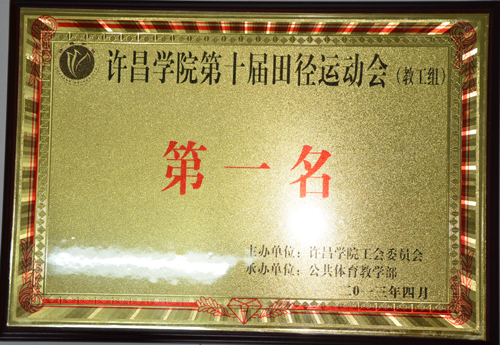 许昌学院第十届田径运动会（教工组）
第一名
主办单位：许昌学院工会委员会
承办单位：公共体育教学部
二〇一三年四月